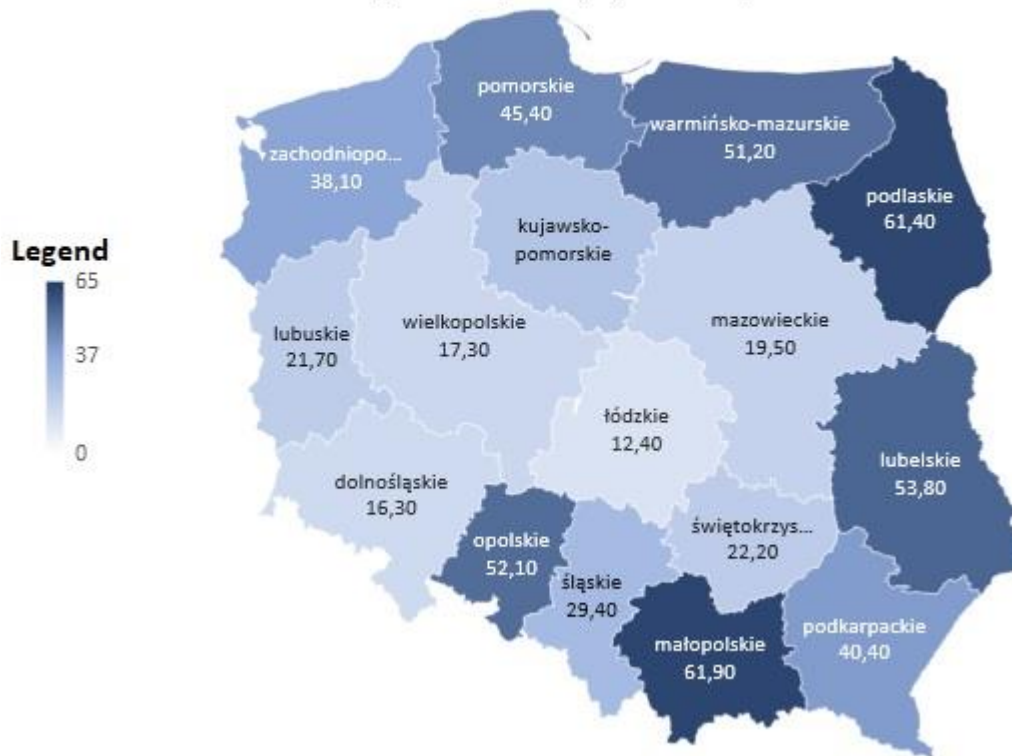 pomorskie
45,40
warmińsko-mazurskie
51,20
zachodniopo...
38,10
podlaskie
61,40
kujawsko-
pomorskie
Legend
65
37
0
lubuskie
21,70
wielkopolskie
17,30
mazowieckie
19,50
łódzkie
12,40
lubelskie
53,80
dolnośląskie
16,30
opolskie
52,10
śląskie
29,40
świętokrzys...
22,20
małopolskie
61,90
podkarpackie
40,40